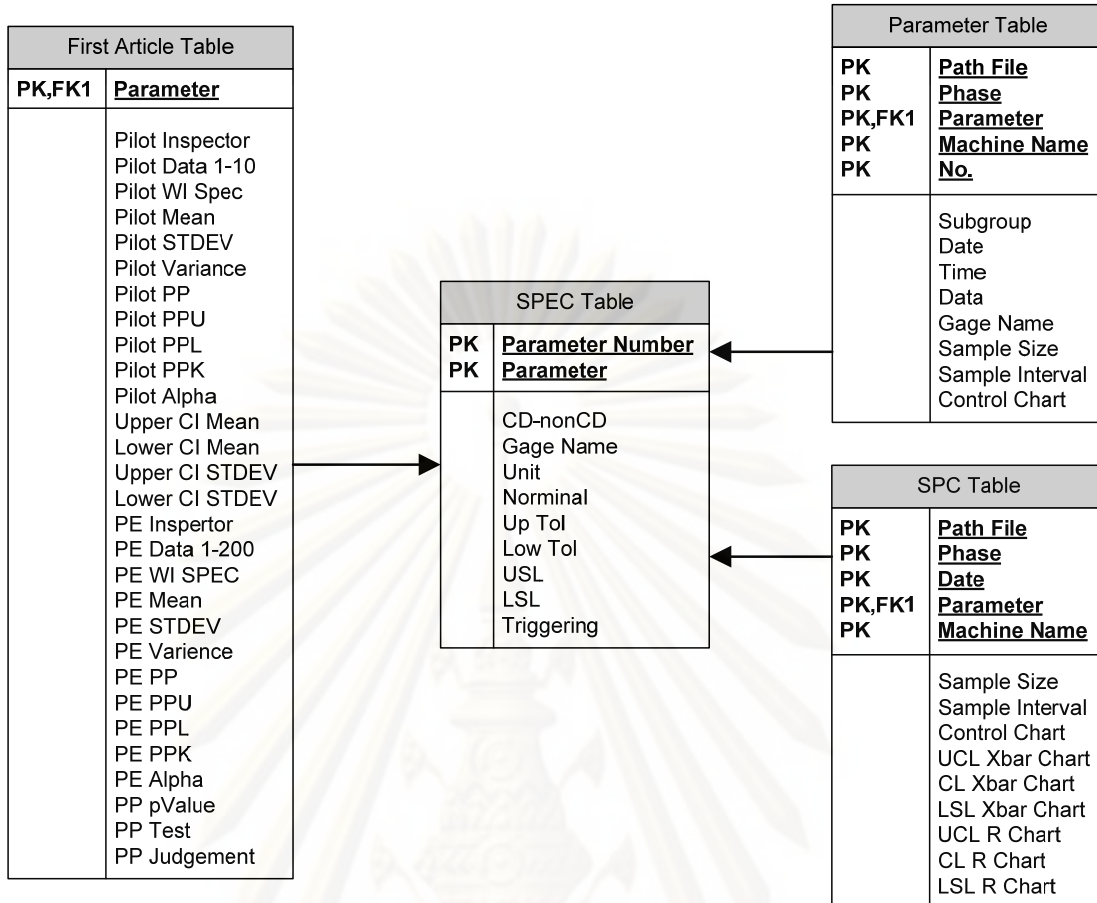 First Article Table
PK,FK1 Parameter
Pilot Inspector
Pilot Data 1-10
Pilot WI Spec
Pilot Mean
Pilot STDEV
Pilot Variance
Pilot PP
Pilot PPU
Pilot PPL
Pilot PPK
Pilot Alpha
Upper CI Mean
Lower CI Mean
Upper CI STDEV
Lower CI STDEV
PE Inspertor
PE Data 1-200
PE WI SPEC
PE Mean
PE STDEV
PE Varience
PE PP
PE PPU
PE PPL
PE PPK
PE Alpha
PP pValue
PP Test
PP Judgement
SPEC Table
PK Parameter Number
PK Parameter
CD-nonCD
Gage Name
Unit
Norminal
Up Tol
Low Tol
USL
LSL
Triggering
Parameter Table
PK Path File
PK Phase
PK,FK1 Parameter
PK Machine Name
PK No.
Subgroup
Date
Time
Data
Gage Name
Sample Size
Sample Interval
Control Chart
SPC Table
PK Path File
PK Phase
PK Date
PK,FK1 Parameter
PK Machine Name
Sample Size
Sample Interval
Control Chart
UCL Xbar Chart
CL Xbar Chart
LSL Xbar Chart
UCL R Chart
CL R Chart
LSL R Chart